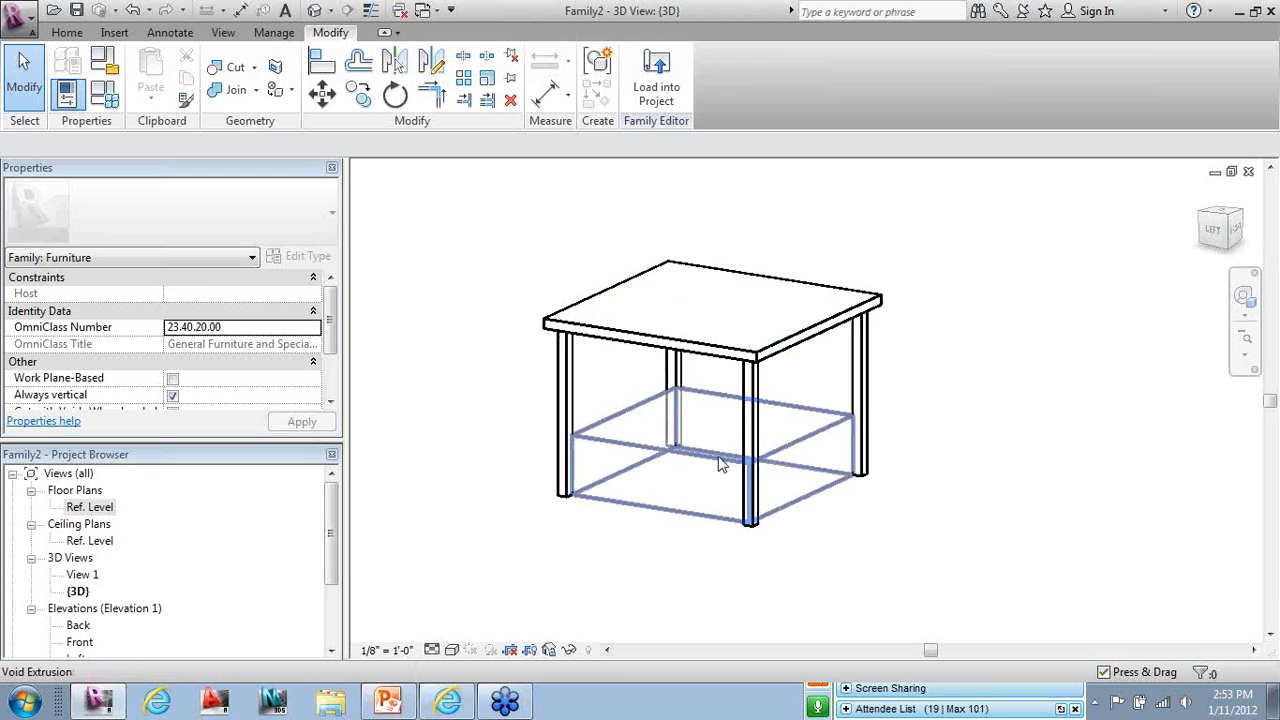 Family2 - 3D View: {3D}
Type a keyword or phrase
Sign In
Home
Insert
Annotate
View
Manage
Modify
Modify
Paste
Cut
Join
Load into
Project
Select
Properties
Clipboard
Geometry
Modify
Measure
Create
Family Editor
Properties
Family: Furniture
Edit Type
Constraints
Host
Identity Data
OmniClass Number
23.40.20.00
OmniClass Title
General Furniture and Specia...
Other
Work Plane-Based
Always vertical
Properties help
Apply
Family2 - Project Browser
Views (all)
Floor Plans
Ref. Level
Ceiling Plans
Ref. Level
3D Views
View 1
{3D}
Elevations (Elevation 1)
Back
Front
LEFT
1/8" = 1'-0"
Void Extrusion
Press & Drag
:0
Screen Sharing
Attendee List (19 | Max 101)
2:53 PM
1/11/2012